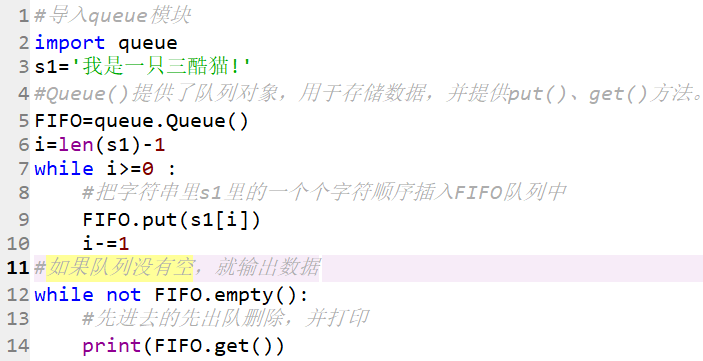 1 #导入queue模块
2 import queue
3 s1='我是一只三酷猫!'
4 #Queue()提供了队列对象，用于存储数据，并提供put()、get()方法。
5 FIFO=queue.Queue()
6 i=len(s1)-1
7 while i>=0 :
8     #把字符串里s1里的一个个字符顺序插入FIFO队列中
9     FIFO.put(s1[i])
10     i-=1
11 #如果队列没有空，就输出数据
12 while not FIFO.empty():
13     #先进去的先出队删除，并打印
14     print(FIFO.get())